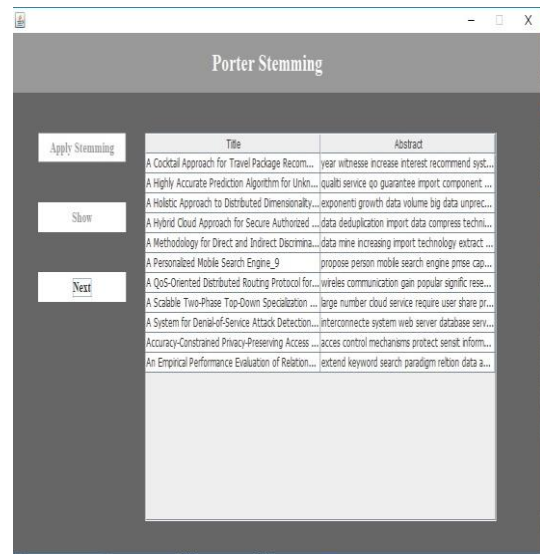 – □ X
Porter Stemming
Apply Stemming
Show
Next
Title Abstract
A Cocktail Approach for Travel Package Recom... year witnesse increase interest recommend syst...
A Highly Accurate Prediction Algorithm for Unkn... qualiti service qo guarantee import component ...
A Holistic Approach to Distributed Dimensionality... exponenti growth data volume big data unprec...
A Hybrid Cloud Approach for Secure Authorized ... data deduplication import data compress techni...
A Methodology for Direct and Indirect Discrimina... data mine increasing import technology extract ...
A Personalized Mobile Search Engine_9 propose person mobile search engine pmse cap...
A QoS-Oriented Distributed Routing Protocol for... wireles communication gain popular signific rese...
A Scalable Two-Phase Top-Down Specialization ... large number cloud service require user share pr...
A System for Denial-of-Service Attack Detection... interconnecte system web server database serv...
Accuracy-Constrained Privacy-Preserving Access ... acces control mechanisms protect sensit inform...
An Empirical Performance Evaluation of Relation... extend keyword search paradigm reltion data a...